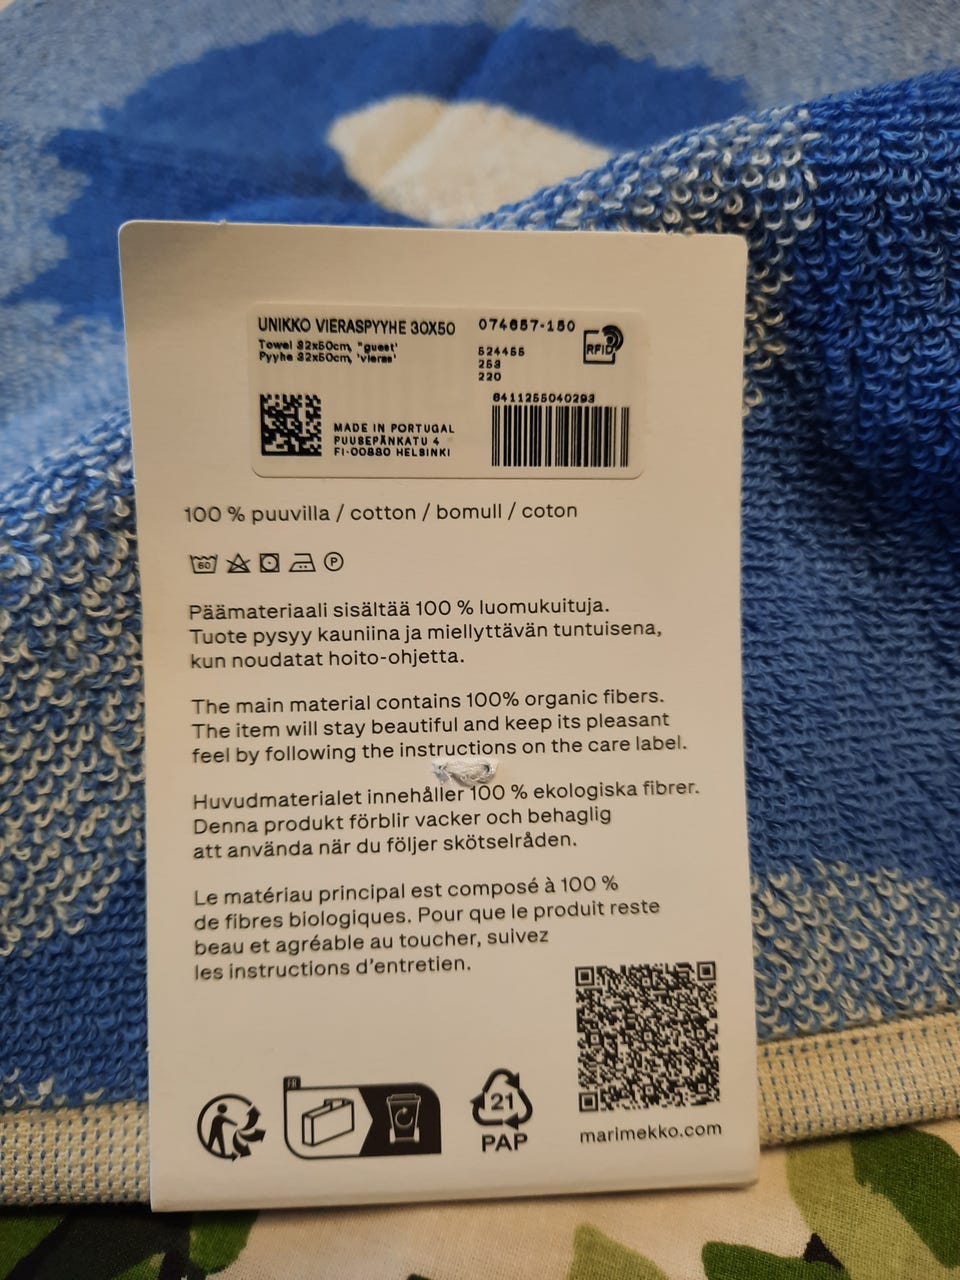 UNIKKO VIERASPYYHE 30X50
Towel 32x50cm, "guest'
Pyyhe 32x50cm, 'vieras'
074657-150
RFID
524455
253
220
6411255040293
MADE IN PORTUGAL
PUUSEPÄNKATU 4
FI-00880 HELSINKI
100 % puuvilla / cotton / bomull / coton
60
P
Päämateriaali sisältää 100 % luomukuituja.
Tuote pysyy kauniina ja miellyttävän tuntuisena,
kun noudatat hoito-ohjetta.
The main material contains 100% organic fibers.
The item will stay beautiful and keep its pleasant
feel by following the instructions on the care label.
Huvudmaterialet innehåller 100 % ekologiska fibrer.
Denna produkt förblir vacker och behaglig
att använda när du följer skötselråden.
Le matériau principal est composé à 100 %
de fibres biologiques. Pour que le produit reste
beau et agréable au toucher, suivez
les instructions d'entretien.
FR
21
PAP
marimekko.com